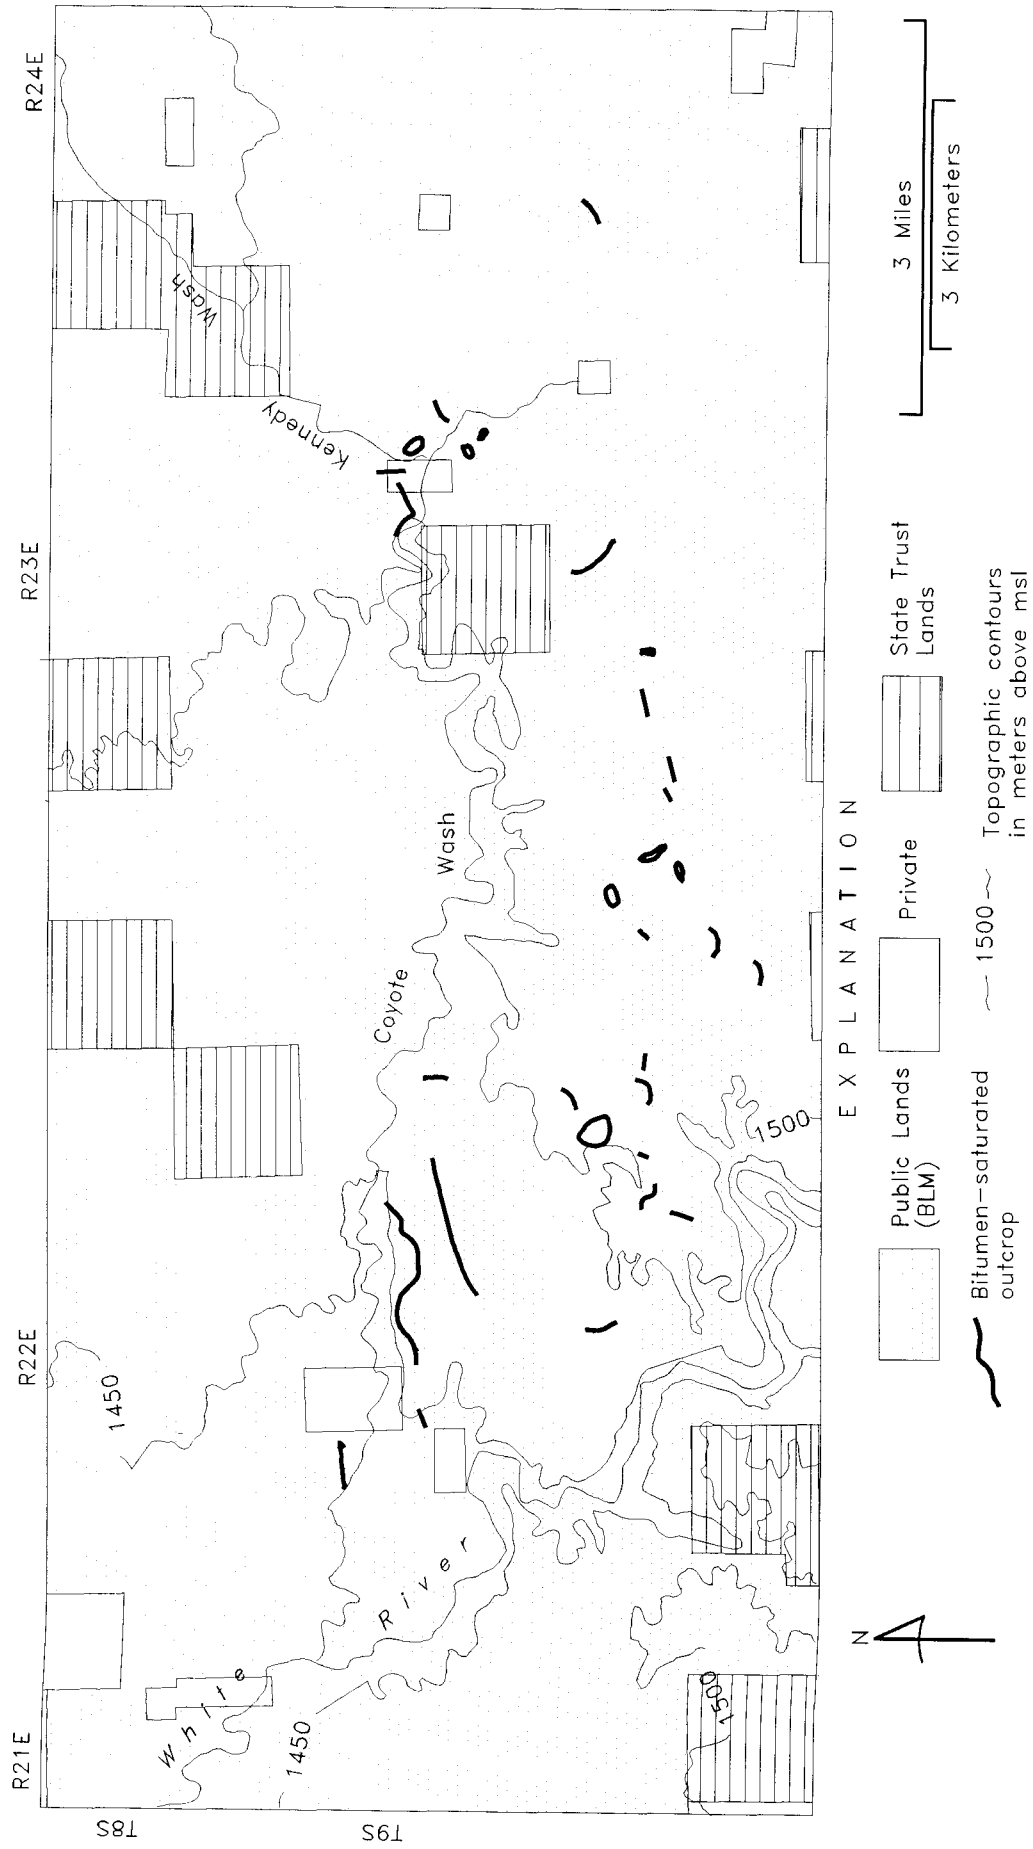 R21E
R22E
R23E
R24E
T8S
T9S
1450
White
River
1450
1500
Coyote
Wash
Kennedy
Wash
1500
EXPLANATION
Public Lands
(BLM)
Private
State Trust
Lands
Bitumen-saturated
outcrop
1500
Topographic contours
in meters above msl
N
3 Miles
3 Kilometers